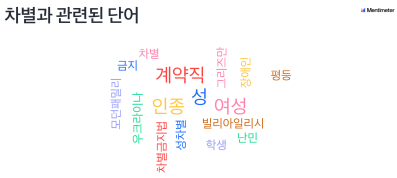 차별과 관련된 단어
Mentimeter
차별
금지
계약직
그리즈만
장애인
평등
모던패밀리
우크라이나
인종
성
여성
차별금지법
성차별
빌리아일리시
학생
난민